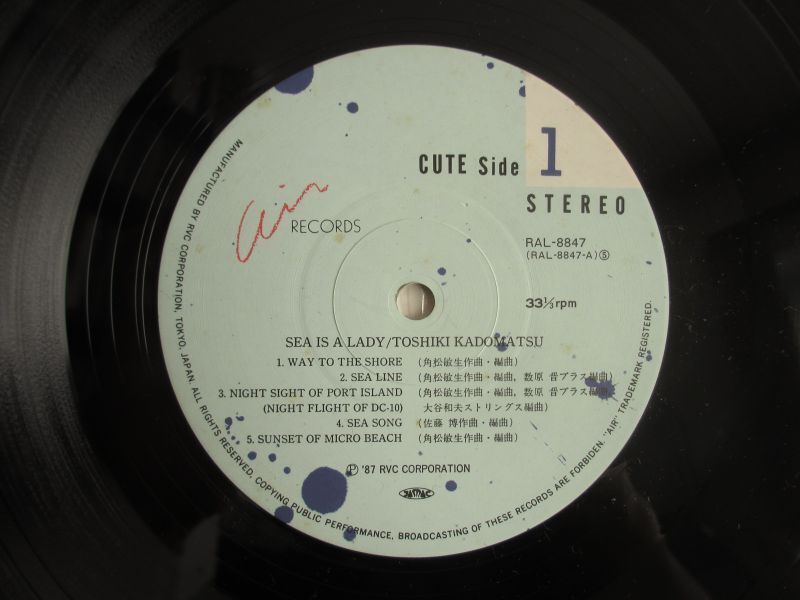 CUTE Side 1
STEREO
Air RECORDS
RAL-8847
(RAL-8847-A)⑤
33⅓rpm
SEA IS A LADY/TOSHIKI KADOMATSU
1. WAY TO THE SHORE (角松敏生作曲・編曲)
2. SEA LINE (角松敏生作曲・編曲, 数原 晋ブラス編曲)
3. NIGHT SIGHT OF PORT ISLAND (角松敏生作曲・編曲, 数原 晋ブラス編曲)
(NIGHT FLIGHT OF DC-10) 大谷和夫ストリングス編曲)
4. SEA SONG (佐藤 博作曲・編曲)
5. SUNSET OF MICRO BEACH (角松敏生作曲・編曲)
Ⓟ '87 RVC CORPORATION
JASRAC
MANUFACTURED BY RVC CORPORATION, TOKYO, JAPAN. ALL RIGHTS RESERVED. COPYING PUBLIC PERFORMANCE, BROADCASTING OF THESE RECORDS ARE FORBIDEN. "AIR" TRADEMARK REGISTERED.